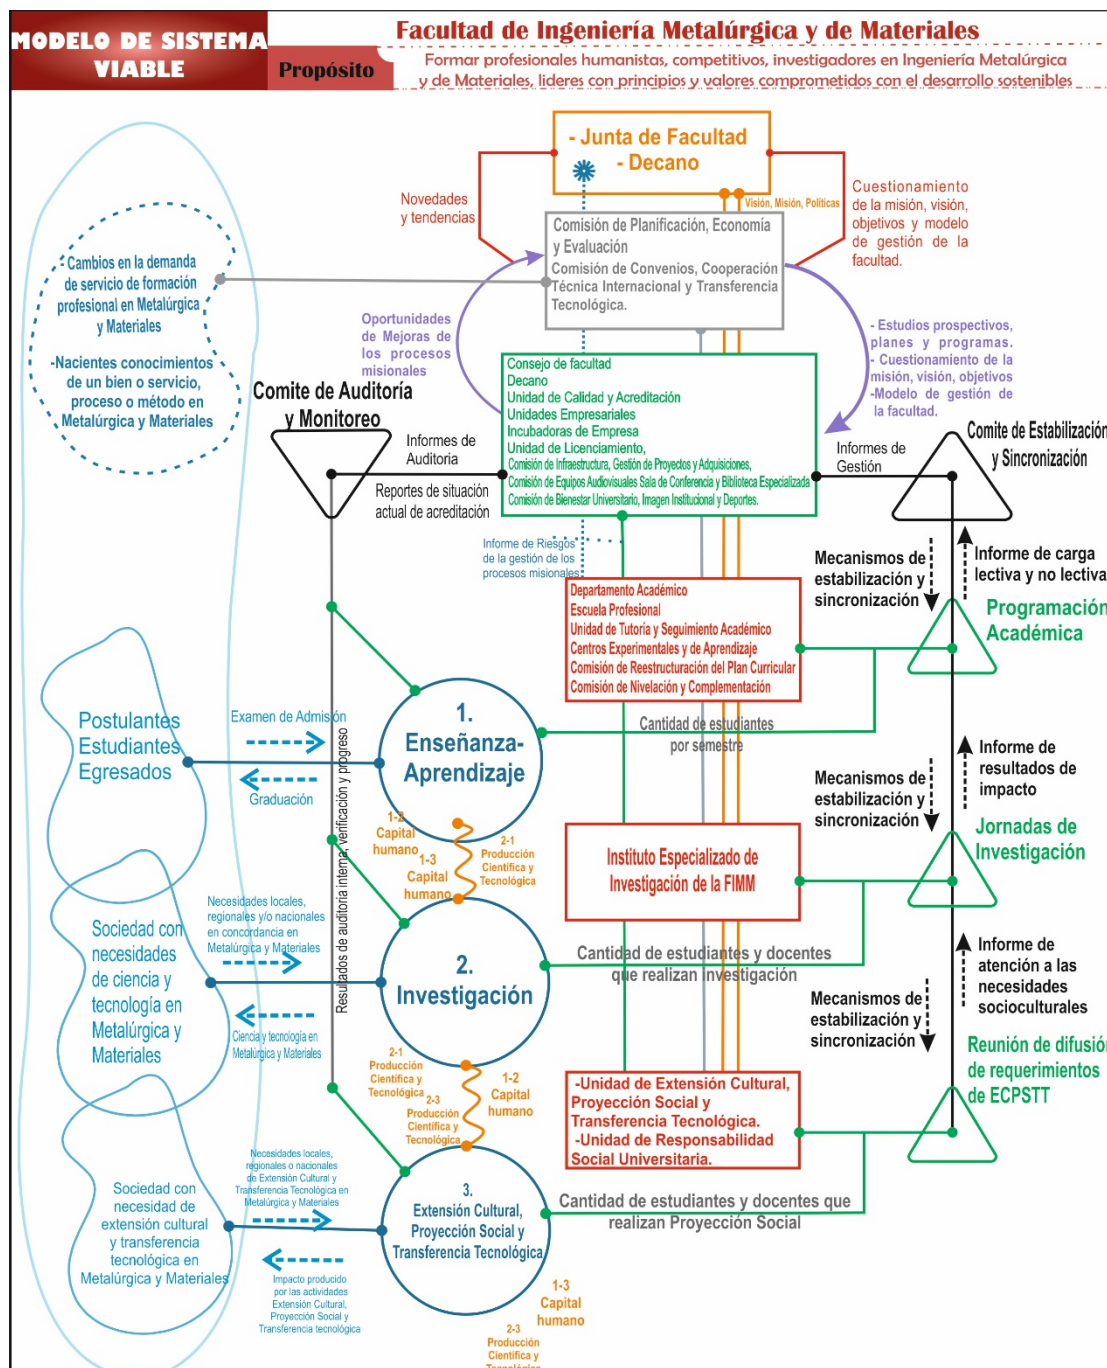 MODELO DE SISTEMA
VIABLE
Propósito
Facultad de Ingeniería Metalúrgica y de Materiales
Formar profesionales humanistas, competitivos, investigadores en Ingeniería Metalúrgica
y de Materiales, lideres con principios y valores comprometidos con el desarrollo sostenibles
- Junta de Facultad
- Decano
Novedades
y tendencias
Visión, Misión, Políticas
Cuestionamiento
de la misión, visión,
objetivos y modelo
de gestión de la
facultad.
Comisión de Planificación, Economía
y Evaluación
Comisión de Convenios, Cooperación
Técnica Internacional y Transferencia
Tecnológica.
- Cambios en la demanda
de servicio de formación
profesional en Metalúrgica
y Materiales
-Nacientes conocimientos
de un bien o servicio,
proceso o método en
Metalúrgica y Materiales
Oportunidades
de Mejoras de
los procesos
misionales
- Estudios prospectivos,
planes y programas.
- Cuestionamiento de la
misión, visión, objetivos
-Modelo de gestión de
la facultad.
Consejo de facultad
Decano
Unidad de Calidad y Acreditación
Unidades Empresariales
Incubadoras de Empresa
Unidad de Licenciamiento,
Comisión de Infraestructura, Gestión de Proyectos y Adquisiciones,
Comisión de Equipos Audiovisuales Sala de Conferencia y Biblioteca Especializada
Comisión de Bienestar Universitario, Imagen Institucional y Deportes.
Comite de Auditoría
y Monitoreo
Informes de
Auditoria
Reportes de situación
actual de acreditación
Informes de
Gestión
Comite de Estabilización
y Sincronización
Informe de Riesgos
de la gestión de los
procesos misionales
Mecanismos de
estabilización y
sincronización
Informe de carga
lectiva y no lectiva
Departamento Académico
Escuela Profesional
Unidad de Tutoría y Seguimiento Académico
Centros Experimentales y de Aprendizaje
Comisión de Reestructuración del Plan Curricular
Comisión de Nivelación y Complementación
Programación
Académica
Postulantes
Estudiantes
Egresados
Examen de Admisión
Graduación
Resultados de auditoria interna, verificación y progreso
1.
Enseñanza-
Aprendizaje
Cantidad de estudiantes
por semestre
Mecanismos de
estabilización y
sincronización
Informe de
resultados de
impacto
1-2
Capital
humano
1-3
Capital
humano
2-1
Producción
Científica y
Tecnológica
Instituto Especializado de
Investigación de la FIMM
Jornadas de
Investigación
Sociedad con
necesidades
de ciencia y
tecnología en
Metalúrgica y
Materiales
Necesidades locales,
regionales y/o nacionales
en concordancia en
Metalúrgica y Materiales
Ciencia y tecnología en
Metalúrgica y Materiales
2.
Investigación
Cantidad de estudiantes y docentes
que realizan investigación
Mecanismos de
estabilización y
sincronización
Informe de
atención a las
necesidades
socioculturales
2-1
Producción
Científica y
Tecnológica
2-3
Producción
Científica y
Tecnológica
1-2
Capital
humano
-Unidad de Extensión Cultural,
Proyección Social y
Transferencia Tecnológica.
-Unidad de Responsabilidad
Social Universitaria.
Reunión de difusión
de requerimientos
de ECPSTT
Sociedad con
necesidad de
extensión cultural
y transferencia
tecnológica en
Metalúrgica y Materiales
Necesidades locales,
regionales o nacionales
de Extensión Cultural y
Transferencia Tecnológica en
Metalúrgica y Materiales
Impacto producido
por las actividades
Extensión Cultural,
Proyección Social y
Transferencia tecnológica
3.
Extensión Cultural,
Proyección Social y
Transferencia Tecnológica
Cantidad de estudiantes y docentes que
realizan Proyección Social
1-3
Capital
humano
2-3
Producción
Científica y
Tecnológica